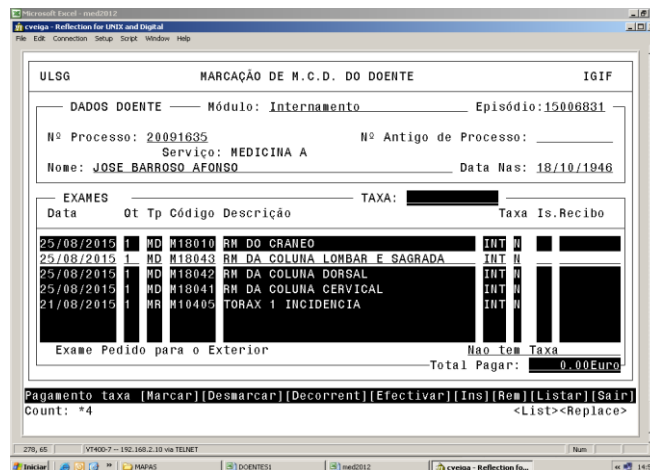 Microsoft Excel - med2012
cveiga - Reflection for UNIX and Digital
File Edit Connection Setup Script Window Help
ULSG MARCAÇÃO DE M.C.D. DO DOENTE IGIF
DADOS DOENTE Módulo: Internamento Episódio:15006831
Nº Processo: 20091635 Nº Antigo de Processo:
Serviço: MEDICINA A
Nome: JOSE BARROSO AFONSO Data Nas: 18/10/1946
EXAMES TAXA:
Data Qt Tp Código Descrição Taxa Is.Recibo
25/08/2015 1 MD M18010 RM DO CRANEO INT N
25/08/2015 1 MD M18043 RM DA COLUNA LOMBAR E SAGRADA INT N
25/08/2015 1 MD M18042 RM DA COLUNA DORSAL INT N
25/08/2015 1 MD M18041 RM DA COLUNA CERVICAL INT N
21/08/2015 1 MR M10405 TORAX 1 INCIDENCIA INT N
Exame Pedido para o Exterior Nao tem Taxa
Total Pagar: 0.00Euro
Pagamento taxa [Marcar][Desmarcar][Decorrent][Efectivar][Ins][Rem][Listar][Sair]
Count: *4 <List><Replace>
278, 65 VT400-7 -- 192.168.2.10 via TELNET Num
Iniciar MAPAS DOENTES1 med2012 cveiga - Reflection fo...